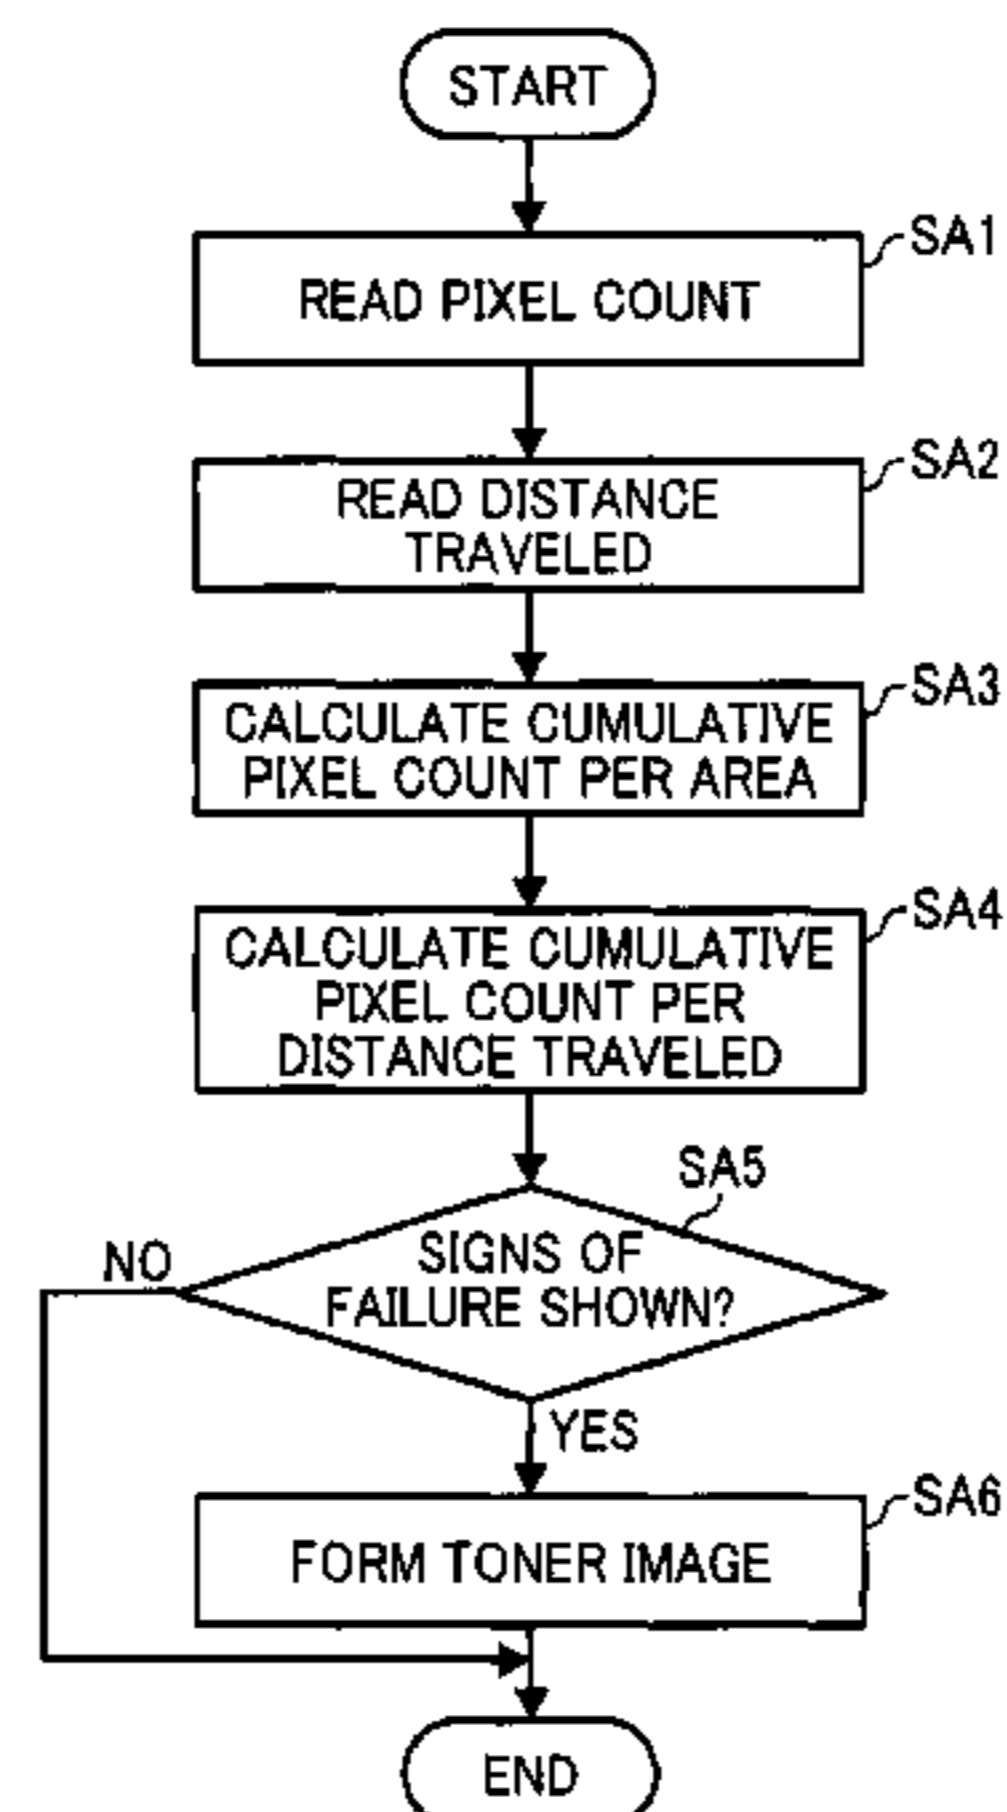 START
SA1
READ PIXEL COUNT
SA2
READ DISTANCE
TRAVELED
SA3
CALCULATE CUMULATIVE
PIXEL COUNT PER AREA
SA4
CALCULATE CUMULATIVE
PIXEL COUNT PER
DISTANCE TRAVELED
SA5
NO
SIGNS OF
FAILURE SHOWN?
YES
SA6
FORM TONER IMAGE
END